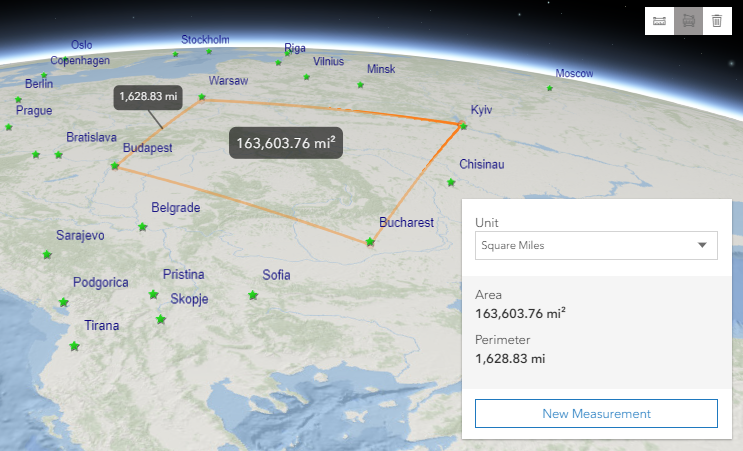 Oslo
Stockholm
Riga
Copenhagen
Vilnius
Minsk
Moscow
Berlin
Warsaw
1,628.83 mi
Prague
Kyiv
Bratislava
Budapest
163,603.76 mi²
Chisinau
Belgrade
Bucharest
Sarajevo
Pristina
Sofia
Podgorica
Skopje
Tirana
Unit
Square Miles
Area
163,603.76 mi²
Perimeter
1,628.83 mi
New Measurement